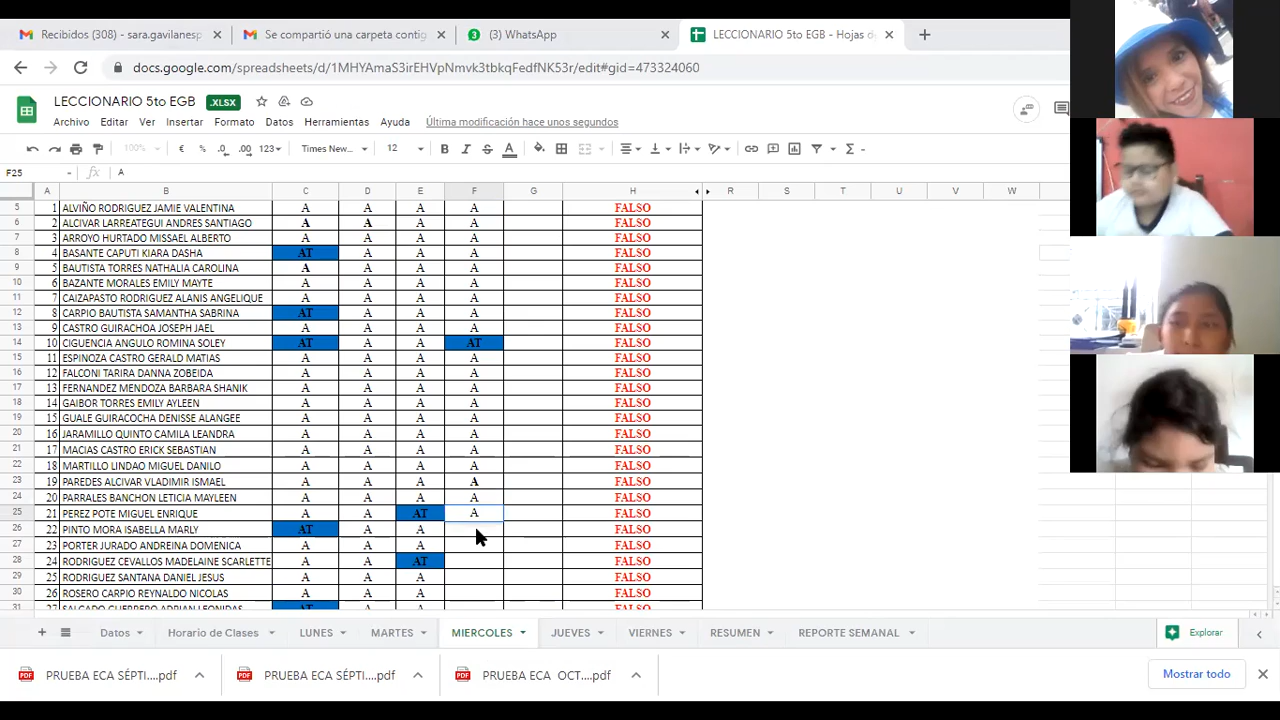 Recibidos (308) - sara.gavilanesp
Se compartió una carpeta contig
(3) WhatsApp
LECCIONARIO 5to EGB - Hojas d
docs.google.com/spreadsheets/d/1MHYAmaS3irEHVpNmvk3tbkqFedfNK53r/edit#gid=473324060
LECCIONARIO 5to EGB .XLSX
Archivo Editar Ver Insertar Formato Datos Herramientas Ayuda Última modificación hace unos segundos
100% € % .0 .00 123 Times New... 12
F25 fx A
A B C D E F G H R S T U V W
5 1 ALVIÑO RODRIGUEZ JAMIE VALENTINA A A A A FALSO
6 2 ALCIVAR LARREATEGUI ANDRES SANTIAGO A A A A FALSO
7 3 ARROYO HURTADO MISSAEL ALBERTO A A A A FALSO
8 4 BASANTE CAPUTI KIARA DASHA AT A A A FALSO
9 5 BAUTISTA TORRES NATHALIA CAROLINA A A A A FALSO
10 6 BAZANTE MORALES EMILY MAYTE A A A A FALSO
11 7 CAIZAPASTO RODRIGUEZ ALANIS ANGELIQUE A A A A FALSO
12 8 CARPIO BAUTISTA SAMANTHA SABRINA AT A A A FALSO
13 9 CASTRO GUIRACHOA JOSEPH JAEL A A A A FALSO
14 10 CIGUENCIA ANGULO ROMINA SOLEY AT A A AT FALSO
15 11 ESPINOZA CASTRO GERALD MATIAS A A A A FALSO
16 12 FALCONI TARIRA DANNA ZOBEIDA A A A A FALSO
17 13 FERNANDEZ MENDOZA BARBARA SHANIK A A A A FALSO
18 14 GAIBOR TORRES EMILY AYLEEN A A A A FALSO
19 15 GUALE GUIRACOCHA DENISSE ALANGEE A A A A FALSO
20 16 JARAMILLO QUINTO CAMILA LEANDRA A A A A FALSO
21 17 MACIAS CASTRO ERICK SEBASTIAN A A A A FALSO
22 18 MARTILLO LINDAO MIGUEL DANILO A A A A FALSO
23 19 PAREDES ALCIVAR VLADIMIR ISMAEL A A A A FALSO
24 20 PARRALES BANCHON LETICIA MAYLEEN A A A A FALSO
25 21 PEREZ POTE MIGUEL ENRIQUE A A AT A FALSO
26 22 PINTO MORA ISABELLA MARLY AT A A FALSO
27 23 PORTER JURADO ANDREINA DOMENICA A A A FALSO
28 24 RODRIGUEZ CEVALLOS MADELAINE SCARLETTE A A AT FALSO
29 25 RODRIGUEZ SANTANA DANIEL JESUS A A A FALSO
30 26 ROSERO CARPIO REYNALDO NICOLAS A A A FALSO
31 27 SALGADO GUERRERO ADRIAN LEONIDAS AT A A FALSO
Datos Horario de Clases LUNES MARTES MIERCOLES JUEVES VIERNES RESUMEN REPORTE SEMANAL Explorar
PRUEBA ECA SÉPTI....pdf PRUEBA ECA SÉPTI....pdf PRUEBA ECA OCT....pdf Mostrar todo